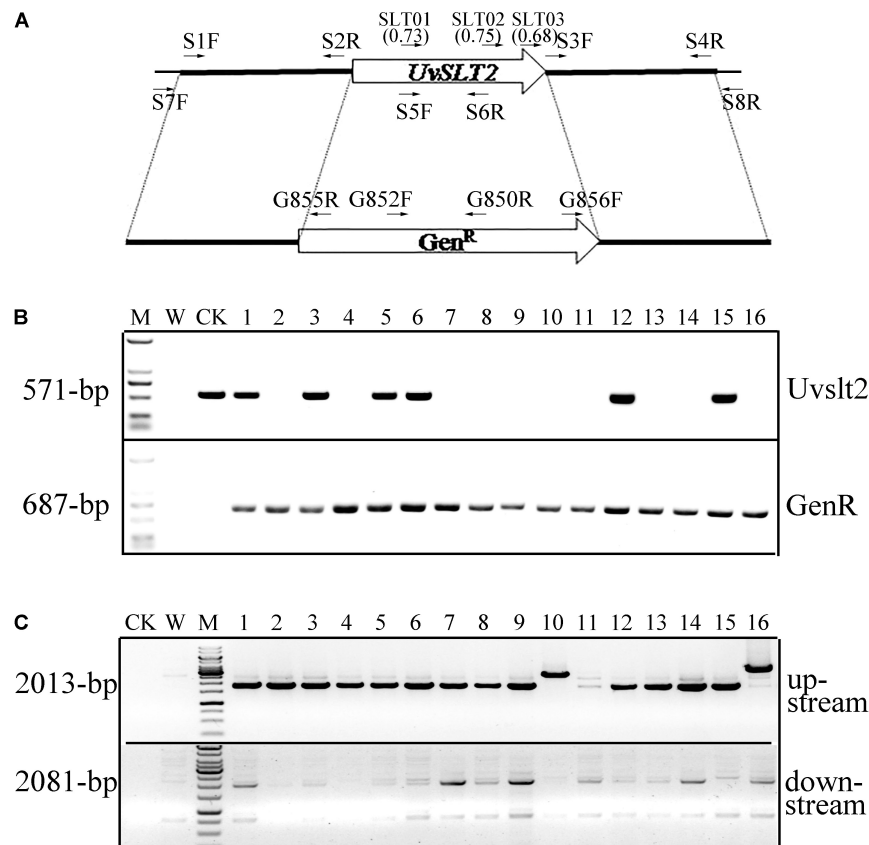 A
SLT01 SLT02 SLT03
(0.73) (0.75) (0.68)
S1F S2R S3F S4R
UvSLT2
S7F S5F S6R S8R
G855R G852F G850R G856F
Gen^R
B
M W CK 1 2 3 4 5 6 7 8 9 10 11 12 13 14 15 16
571-bp Uvslt2
687-bp GenR
C
CK W M 1 2 3 4 5 6 7 8 9 10 11 12 13 14 15 16
2013-bp up-
stream
2081-bp down-
stream